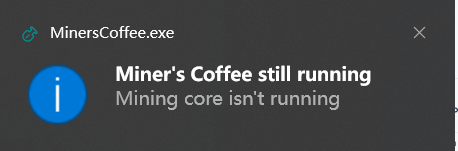 MinersCoffee.exe
Miner's Coffee still running
Mining core isn't running